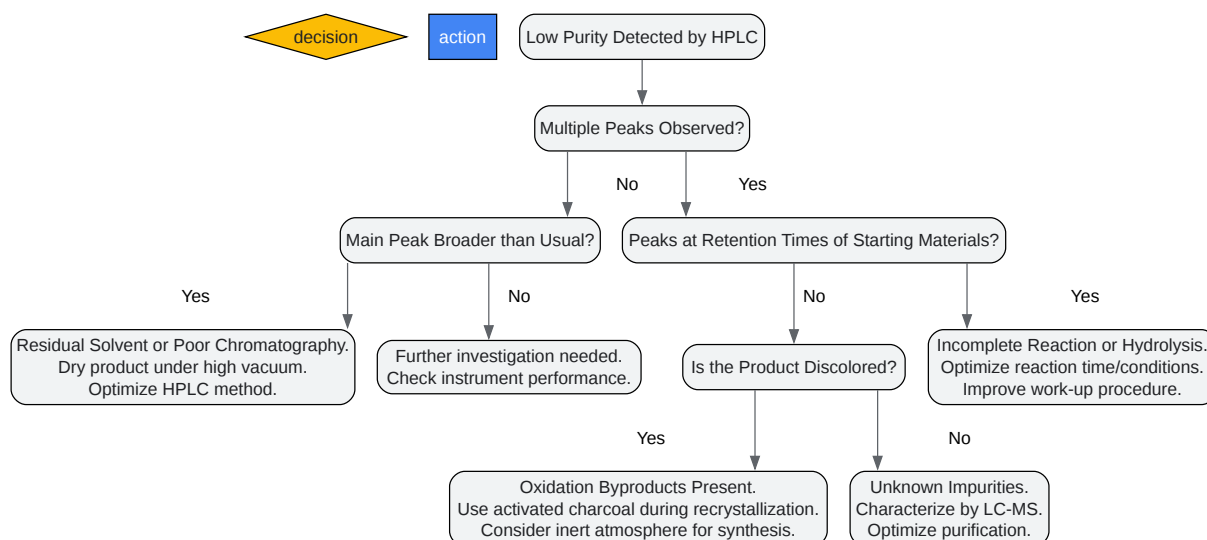 decision
action
Low Purity Detected by HPLC
Multiple Peaks Observed?
No
Yes
Main Peak Broader than Usual?
Peaks at Retention Times of Starting Materials?
Yes
No
No
Yes
Residual Solvent or Poor Chromatography.
Dry product under high vacuum.
Optimize HPLC method.
Further investigation needed.
Check instrument performance.
Is the Product Discolored?
Incomplete Reaction or Hydrolysis.
Optimize reaction time/conditions.
Improve work-up procedure.
Yes
No
Oxidation Byproducts Present.
Use activated charcoal during recrystallization.
Consider inert atmosphere for synthesis.
Unknown Impurities.
Characterize by LC-MS.
Optimize purification.